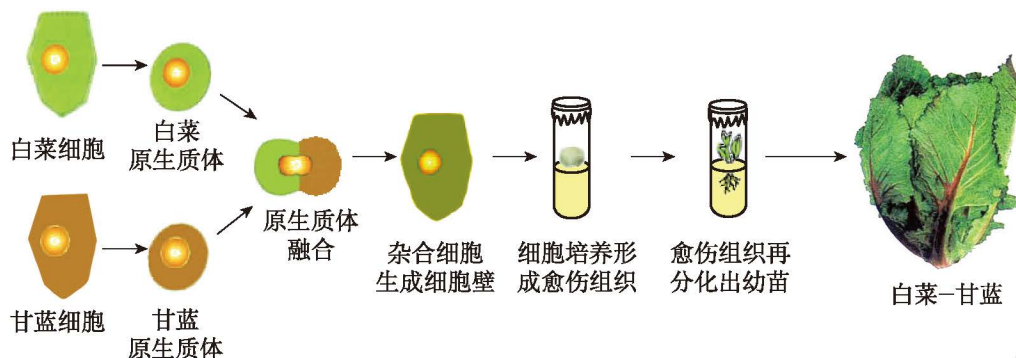 白菜细胞
白菜
原生质体
甘蓝细胞
甘蓝
原生质体
原生质体
融合
杂合细胞
生成细胞壁
细胞培养形
成愈伤组织
愈伤组织再
分化出幼苗
白菜－甘蓝